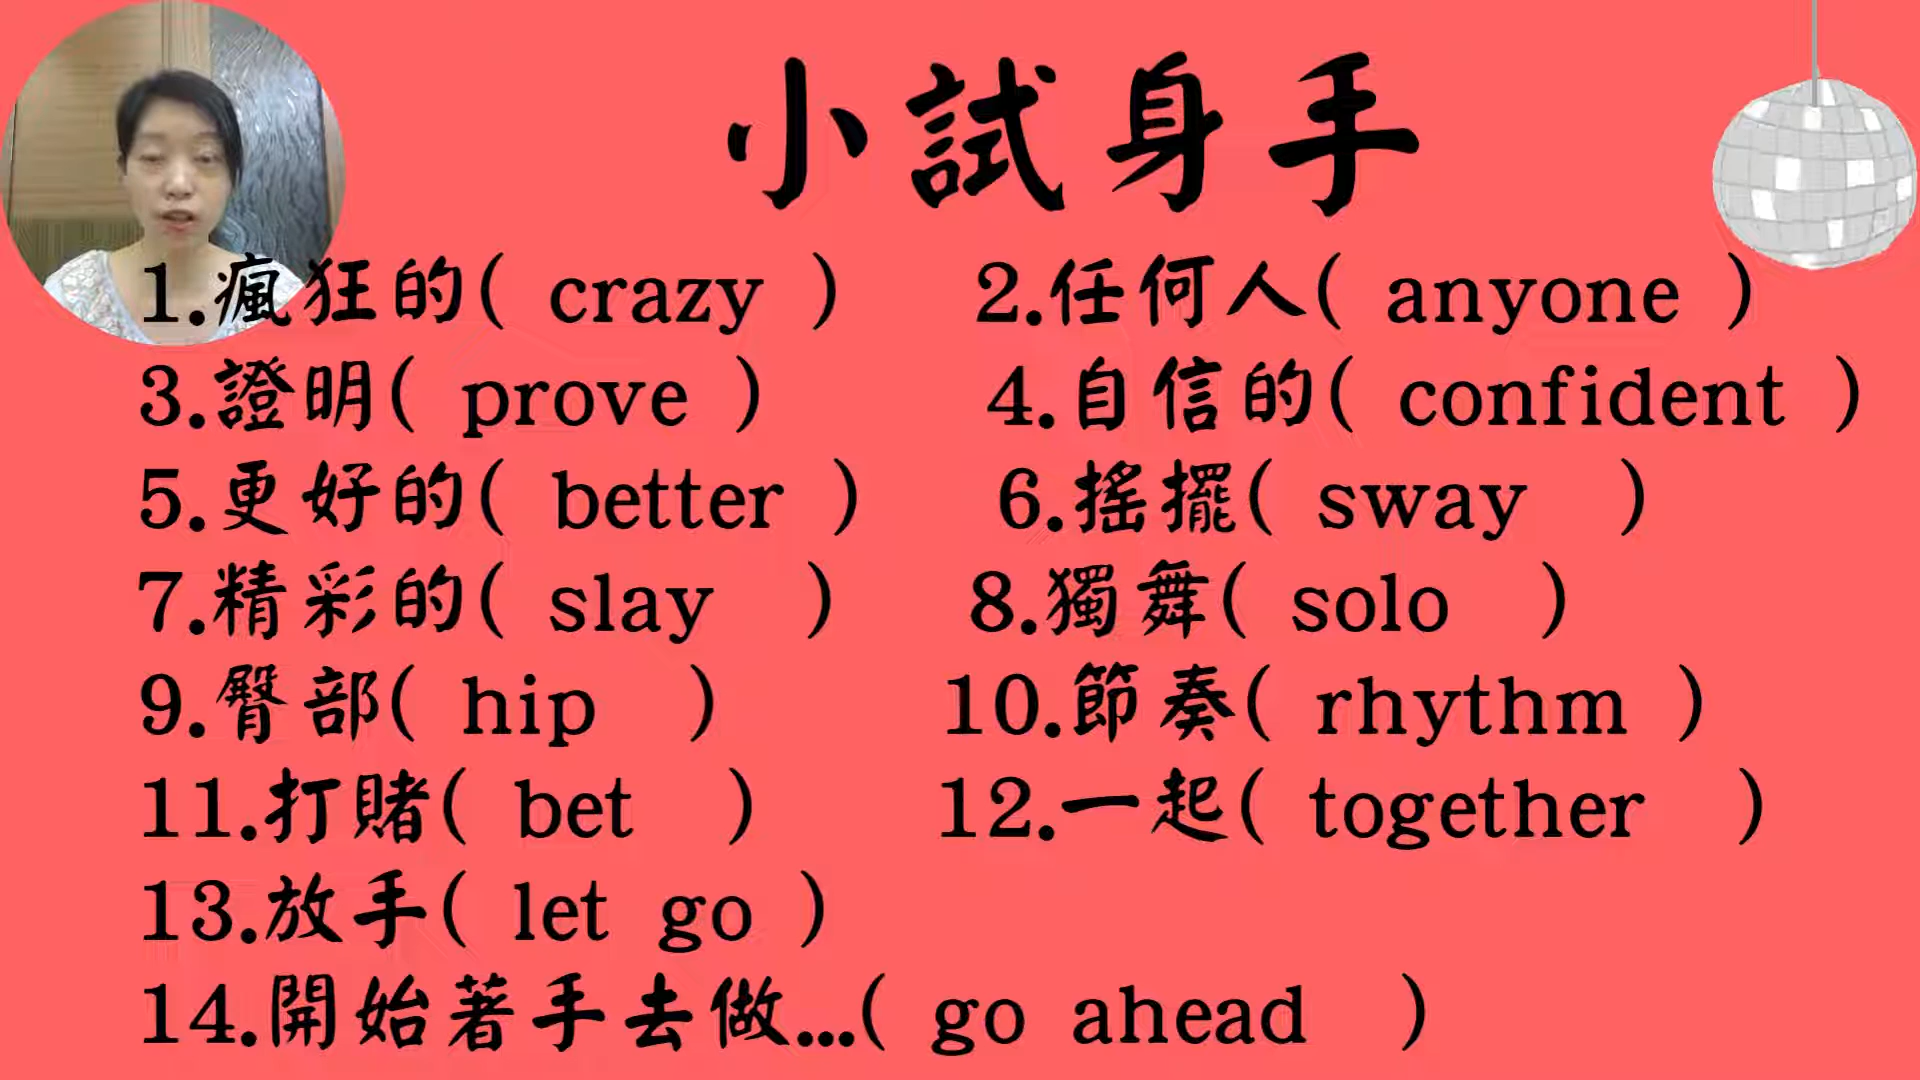 小試身手
1.瘋狂的( crazy ) 2.任何人( anyone )
3.證明( prove ) 4.自信的( confident )
5.更好的( better ) 6.搖擺( sway )
7.精彩的( slay ) 8.獨舞( solo )
9.臀部( hip ) 10.節奏( rhythm )
11.打賭( bet ) 12.一起( together )
13.放手( let go )
14.開始著手去做...( go ahead )